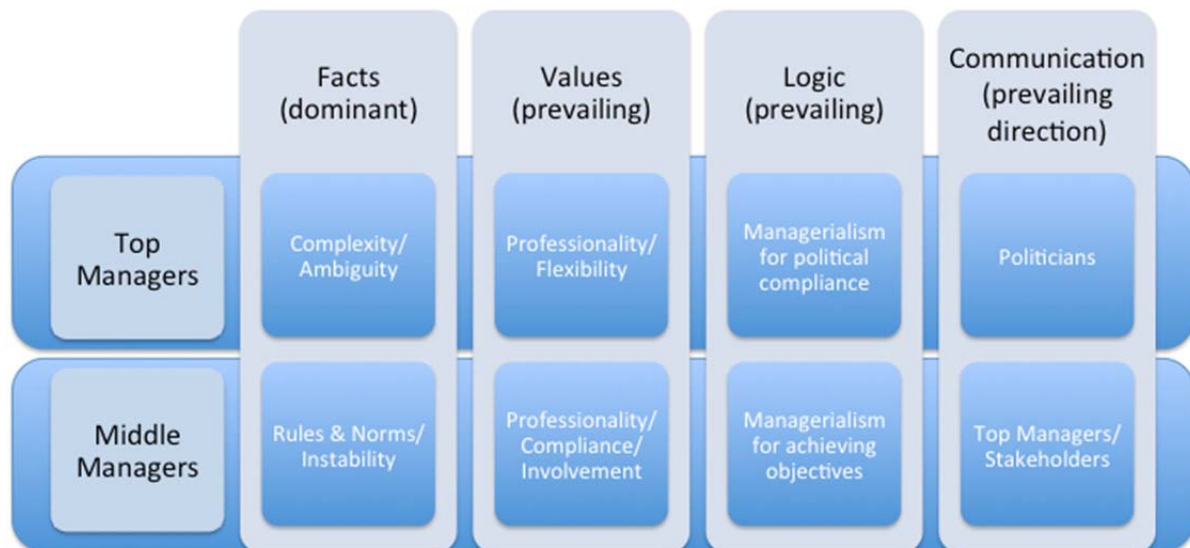 Facts
(dominant)
Values
(prevailing)
Logic
(prevailing)
Communication
(prevailing
direction)
Top
Managers
Complexity/
Ambiguity
Professionality/
Flexibility
Managerialism
for political
compliance
Politicians
Middle
Managers
Rules & Norms/
Instability
Professionality/
Compliance/
Involvement
Managerialism
for achieving
objectives
Top Managers/
Stakeholders